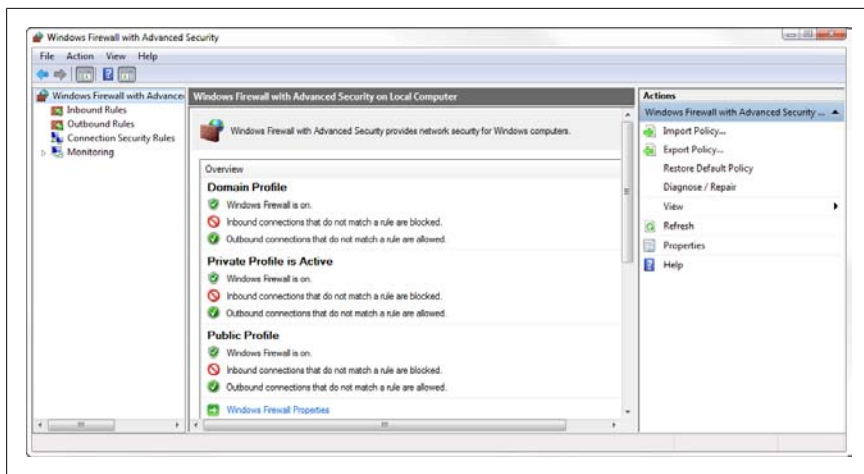 Windows Firewall with Advanced Security
File Action View Help
Windows Firewall with Advance
Inbound Rules
Outbound Rules
Connection Security Rules
Monitoring
Windows Firewall with Advanced Security on Local Computer
Windows Firewall with Advanced Security provides network security for Windows computers.
Overview
Domain Profile
Windows Firewall is on.
Inbound connections that do not match a rule are blocked.
Outbound connections that do not match a rule are allowed.
Private Profile is Active
Windows Firewall is on.
Inbound connections that do not match a rule are blocked.
Outbound connections that do not match a rule are allowed.
Public Profile
Windows Firewall is on.
Inbound connections that do not match a rule are blocked.
Outbound connections that do not match a rule are allowed.
Windows Firewall Properties
Actions
Windows Firewall with Advanced Security ...
Import Policy...
Export Policy...
Restore Default Policy
Diagnose / Repair
View
Refresh
Properties
Help